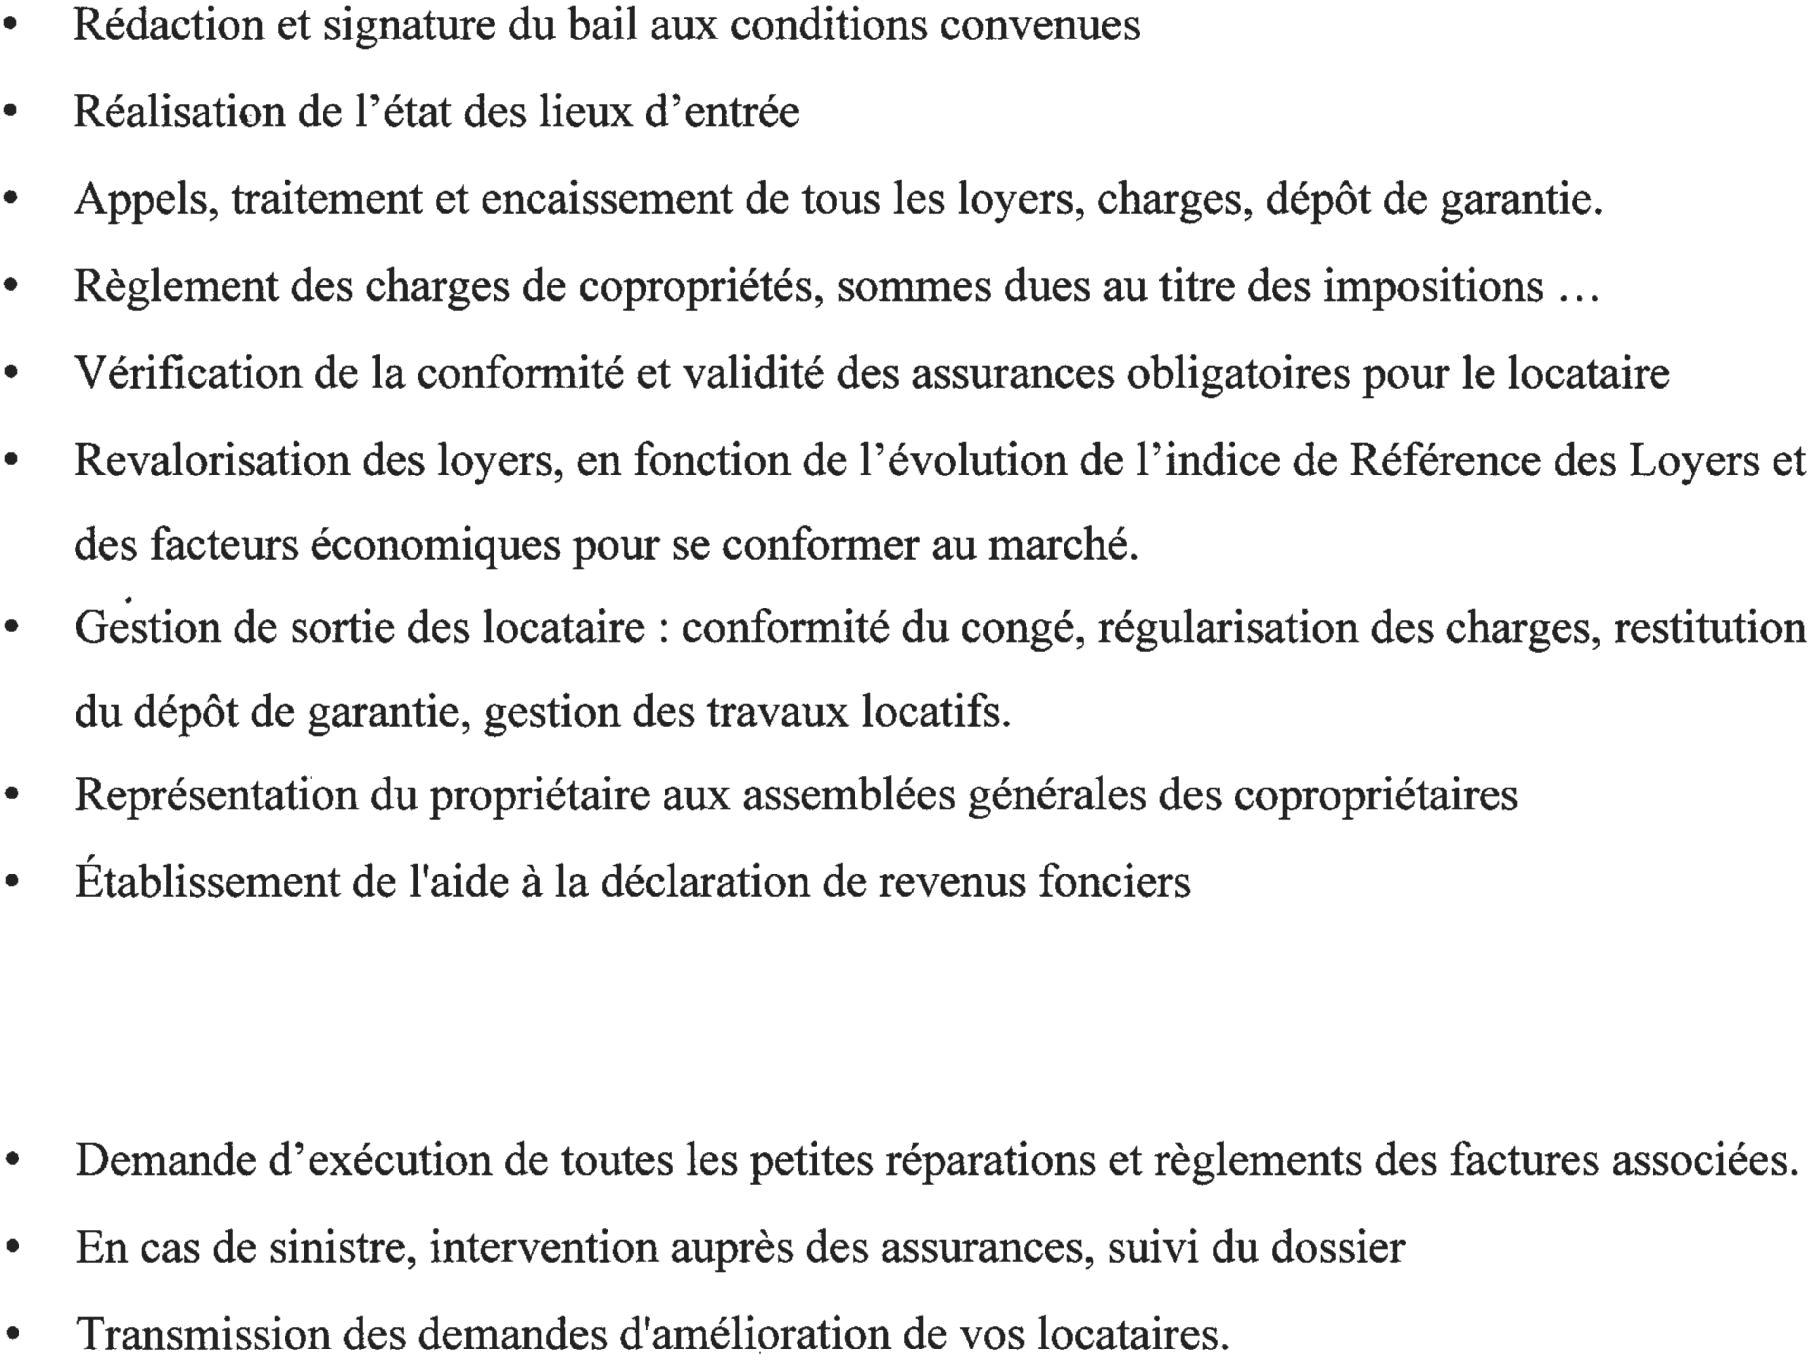 • Rédaction et signature du bail aux conditions convenues
• Réalisation de l’état des lieux d’entrée
• Appels, traitement et encaissement de tous les loyers, charges, dépôt de garantie.
• Règlement des charges de copropriétés, sommes dues au titre des impositions …
• Vérification de la conformité et validité des assurances obligatoires pour le locataire
• Revalorisation des loyers, en fonction de l’évolution de l’indice de Référence des Loyers et
des facteurs économiques pour se conformer au marché.
• Gestion de sortie des locataire : conformité du congé, régularisation des charges, restitution
du dépôt de garantie, gestion des travaux locatifs.
• Représentation du propriétaire aux assemblées générales des copropriétaires
• Établissement de l'aide à la déclaration de revenus fonciers
• Demande d’exécution de toutes les petites réparations et règlements des factures associées.
• En cas de sinistre, intervention auprès des assurances, suivi du dossier
• Transmission des demandes d'amélioration de vos locataires.